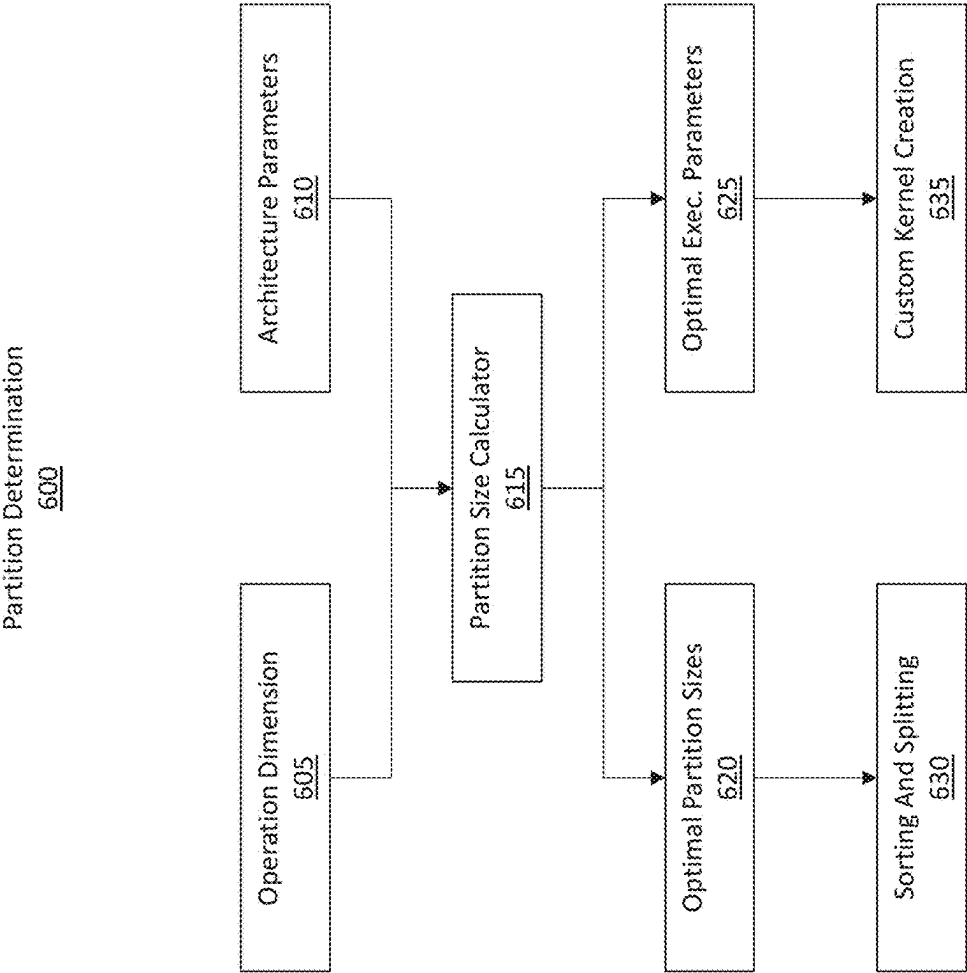 Partition Determination
600
Operation Dimension
605
Architecture Parameters
610
Partition Size Calculator
615
Optimal Partition Sizes
620
Optimal Exec. Parameters
625
Sorting And Splitting
630
Custom Kernel Creation
635